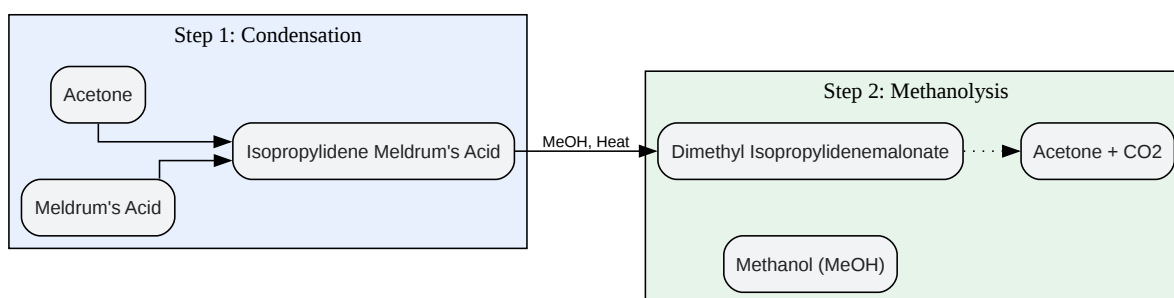 Step 1: Condensation
Acetone
Isopropylidene Meldrum's Acid
Meldrum's Acid
MeOH, Heat
Step 2: Methanolysis
Dimethyl Isopropylidenemalonate
Acetone + CO2
Methanol (MeOH)